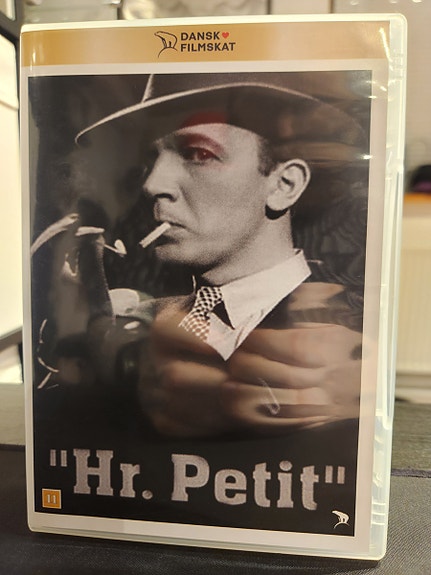 DANSK
FILMSKAT
"Hr. Petit"
11